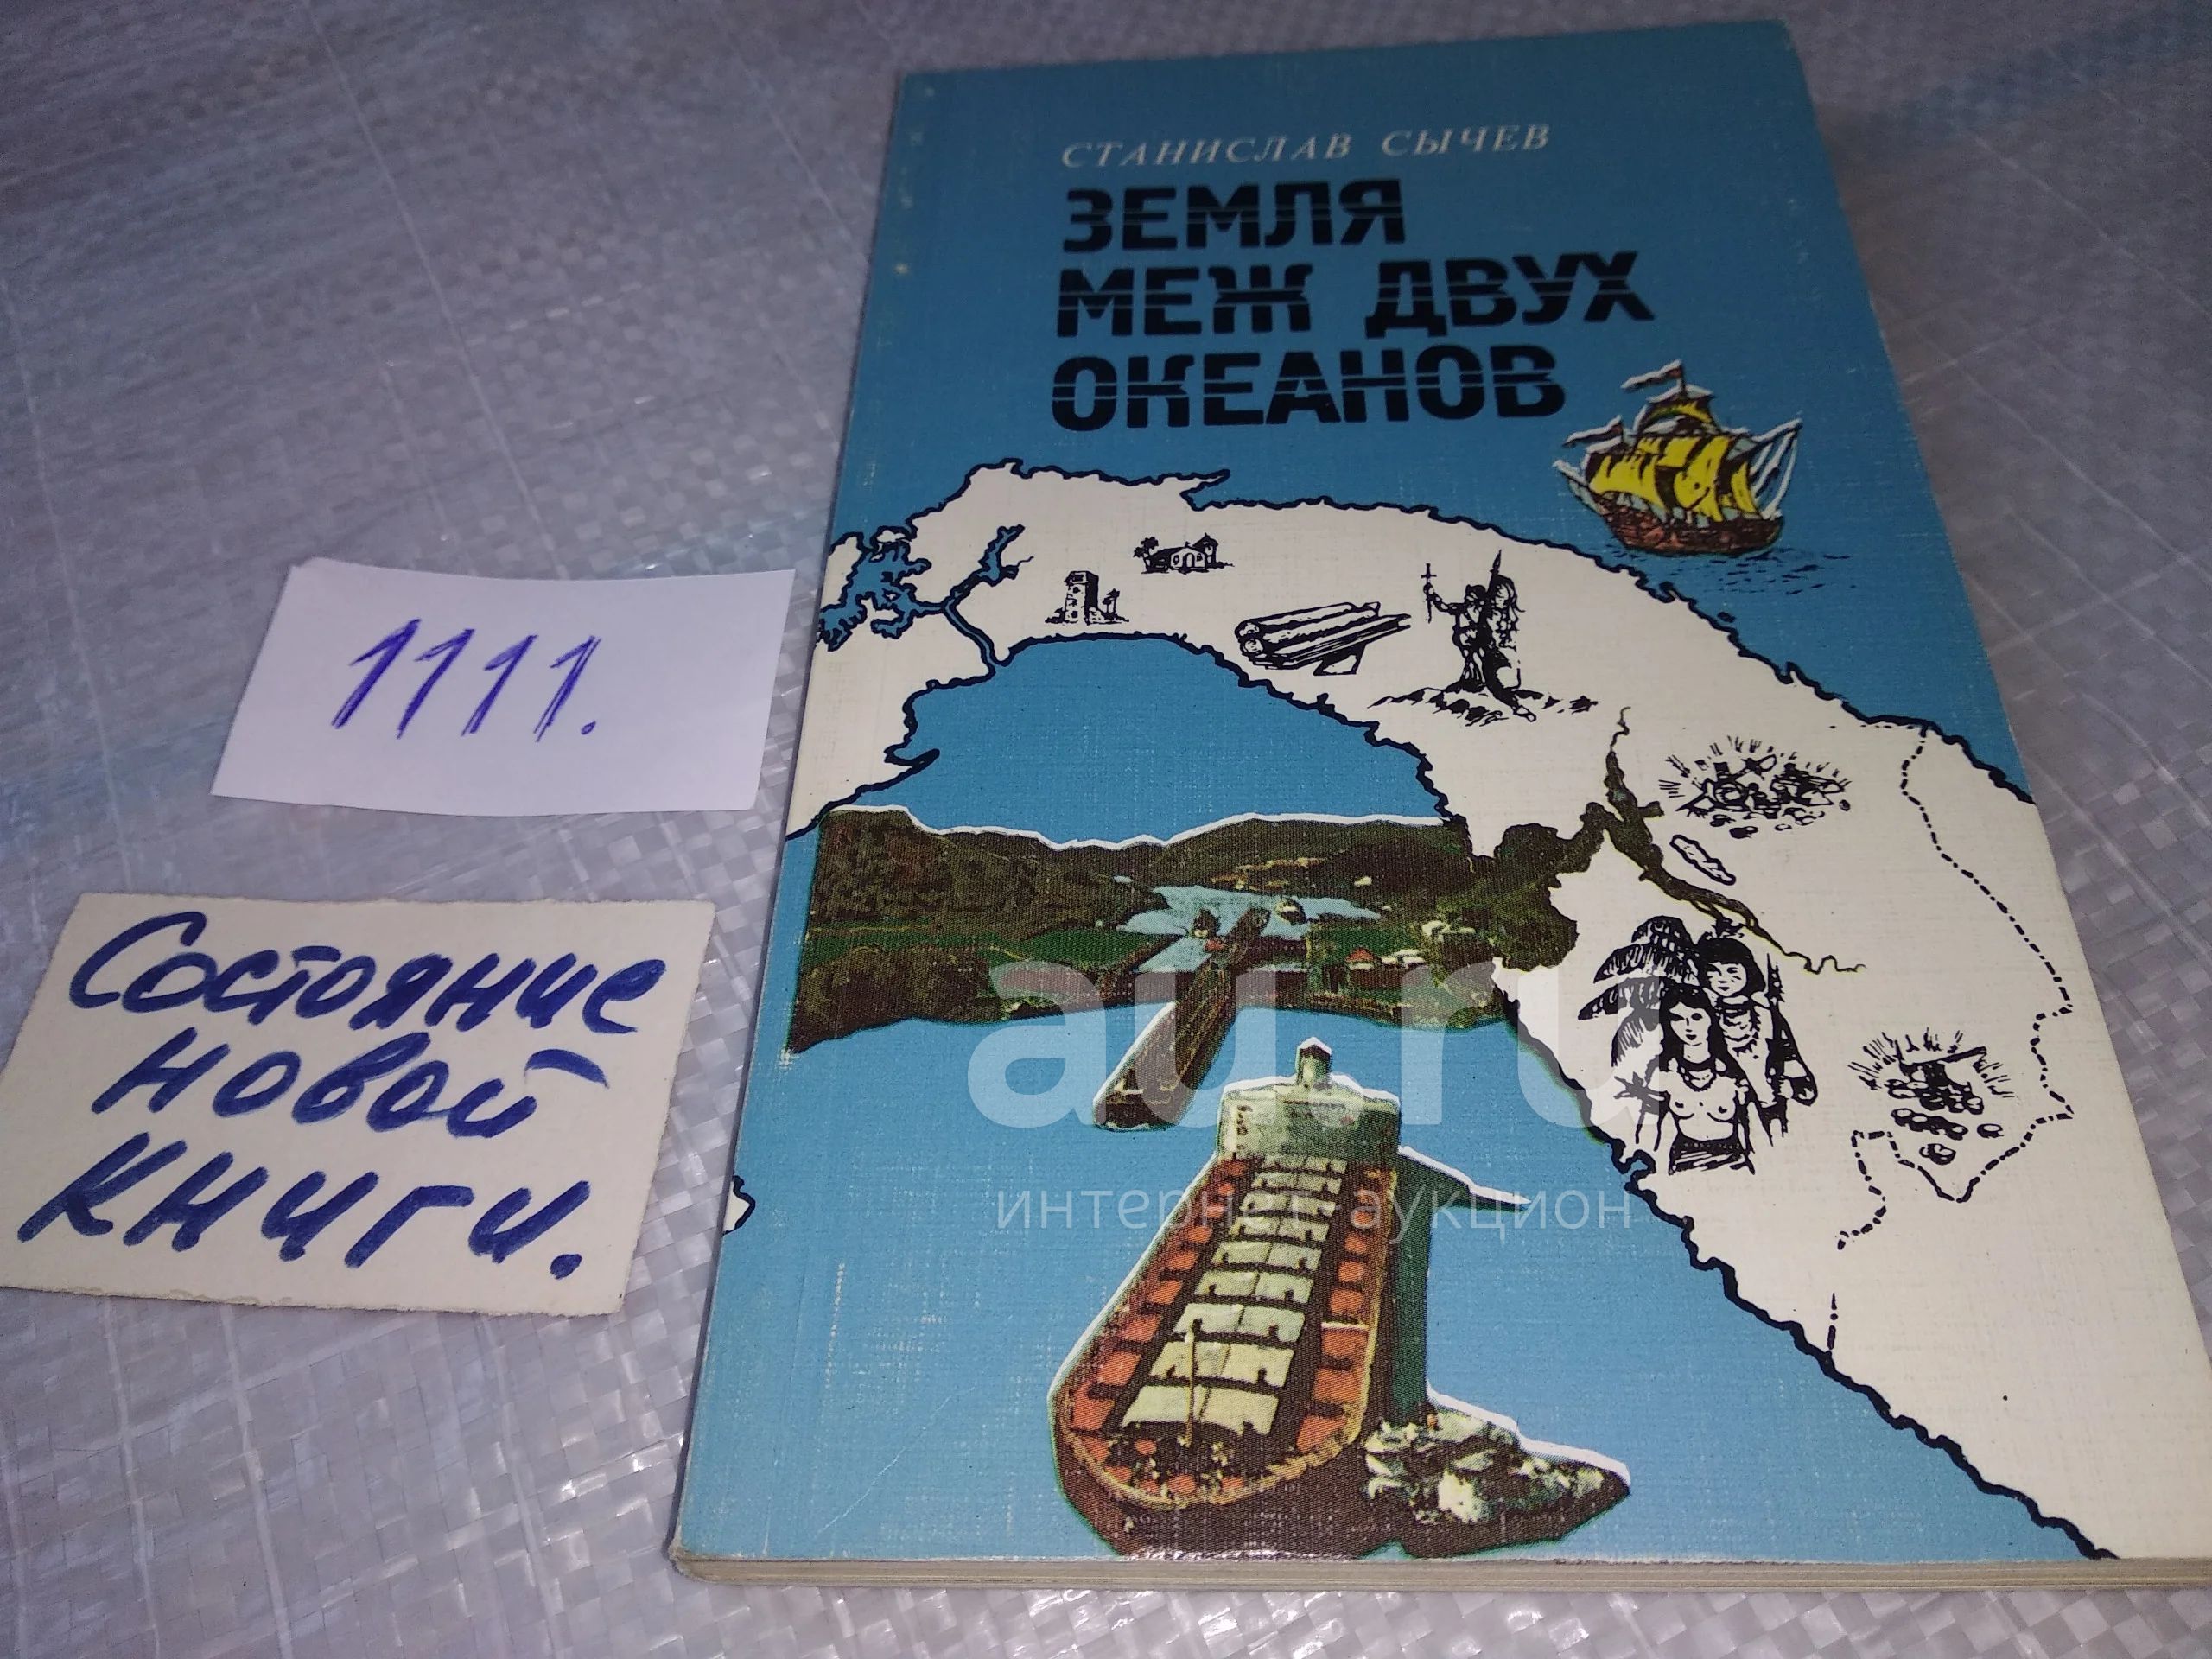 СТАНИСЛАВ СЫЧЕВ
ЗЕМЛЯ
МЕЖ ДВУХ
ОКЕАНОВ
1111.
Состояние
новой
книги.
au.ru
интернет аукцион